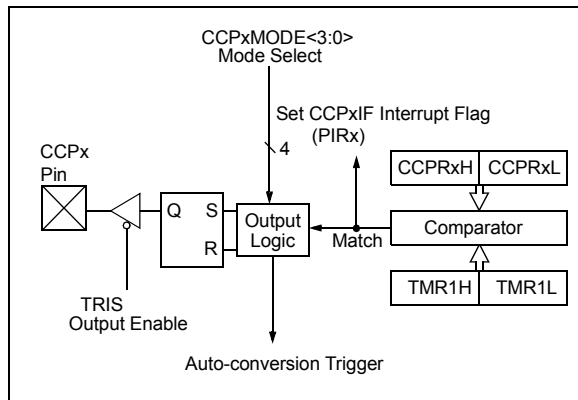 CCPxMODE<3:0>
Mode Select
Set CCPxIF Interrupt Flag
(PIRx)
4
CCPx
Pin
CCPRxH CCPRxL
Q S
R
Output
Logic
Match
Comparator
TRIS
Output Enable
TMR1H TMR1L
Auto-conversion Trigger